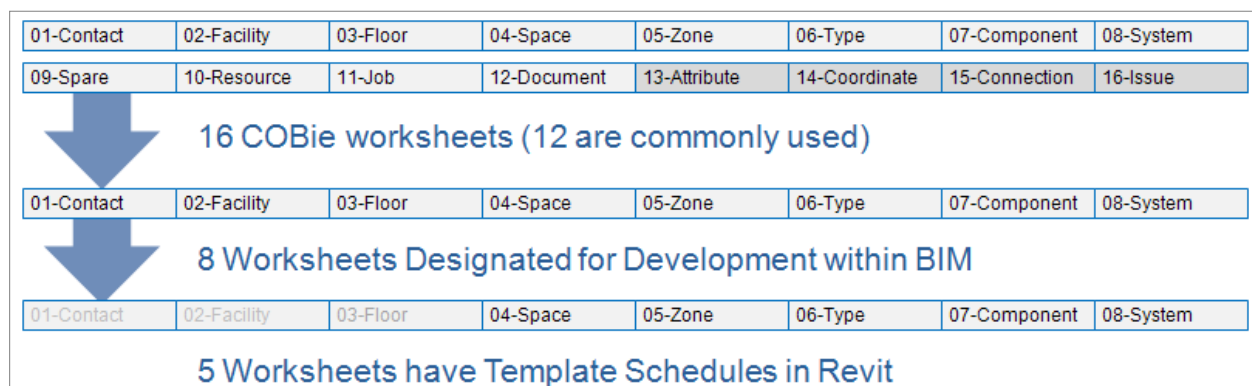 01-Contact 02-Facility 03-Floor 04-Space 05-Zone 06-Type 07-Component 08-System
09-Spare 10-Resource 11-Job 12-Document 13-Attribute 14-Coordinate 15-Connection 16-Issue
16 COBie worksheets (12 are commonly used)
01-Contact 02-Facility 03-Floor 04-Space 05-Zone 06-Type 07-Component 08-System
8 Worksheets Designated for Development within BIM
01-Contact 02-Facility 03-Floor 04-Space 05-Zone 06-Type 07-Component 08-System
5 Worksheets have Template Schedules in Revit